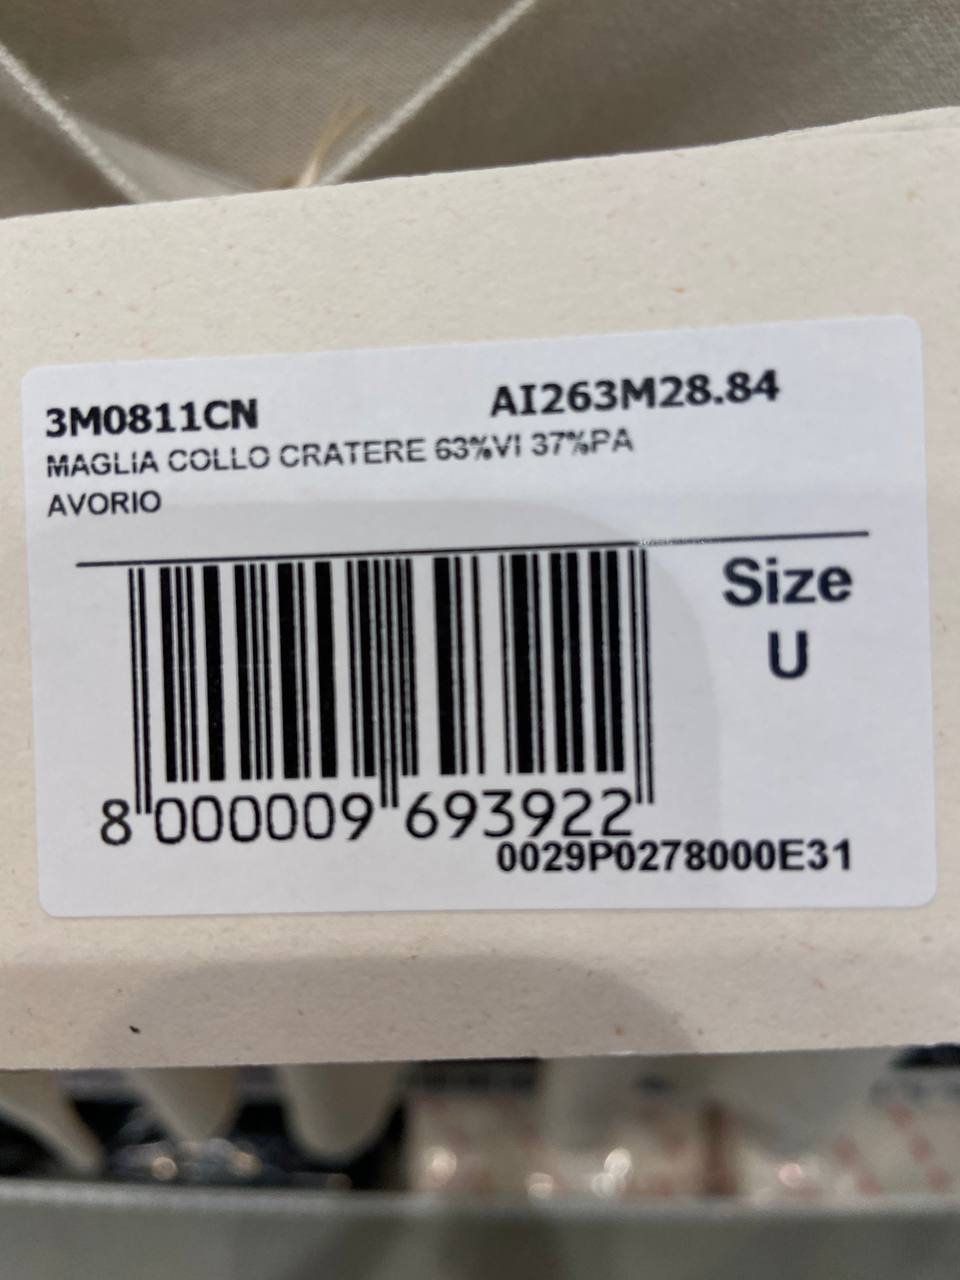 3M0811CN AI263M28.84
MAGLIA COLLO CRATERE 63%VI 37%PA
AVORIO
Size
U
8 000009 693922
0029P0278000E31